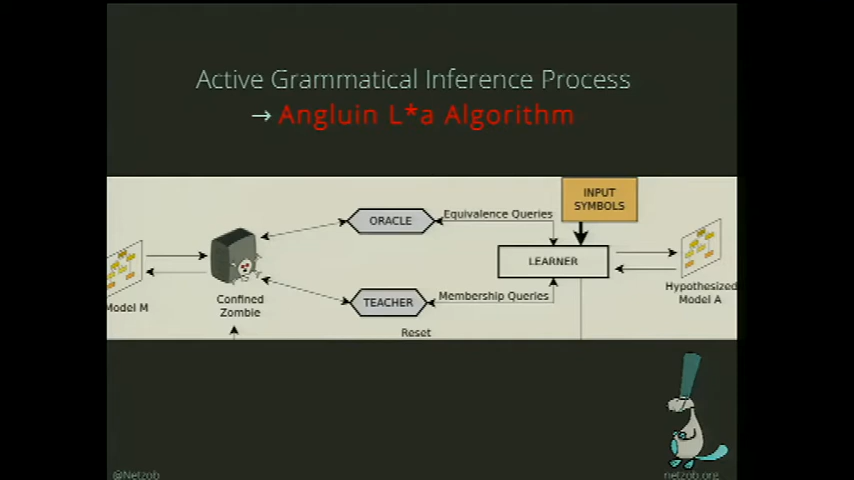 Active Grammatical Inference Process
→ Angluin L*a Algorithm
INPUT
SYMBOLS
ORACLE
Equivalence Queries
LEARNER
TEACHER
Membership Queries
Confined
Zombie
Model M
Hypothesized
Model A
Reset
@Netzob
netzob.org